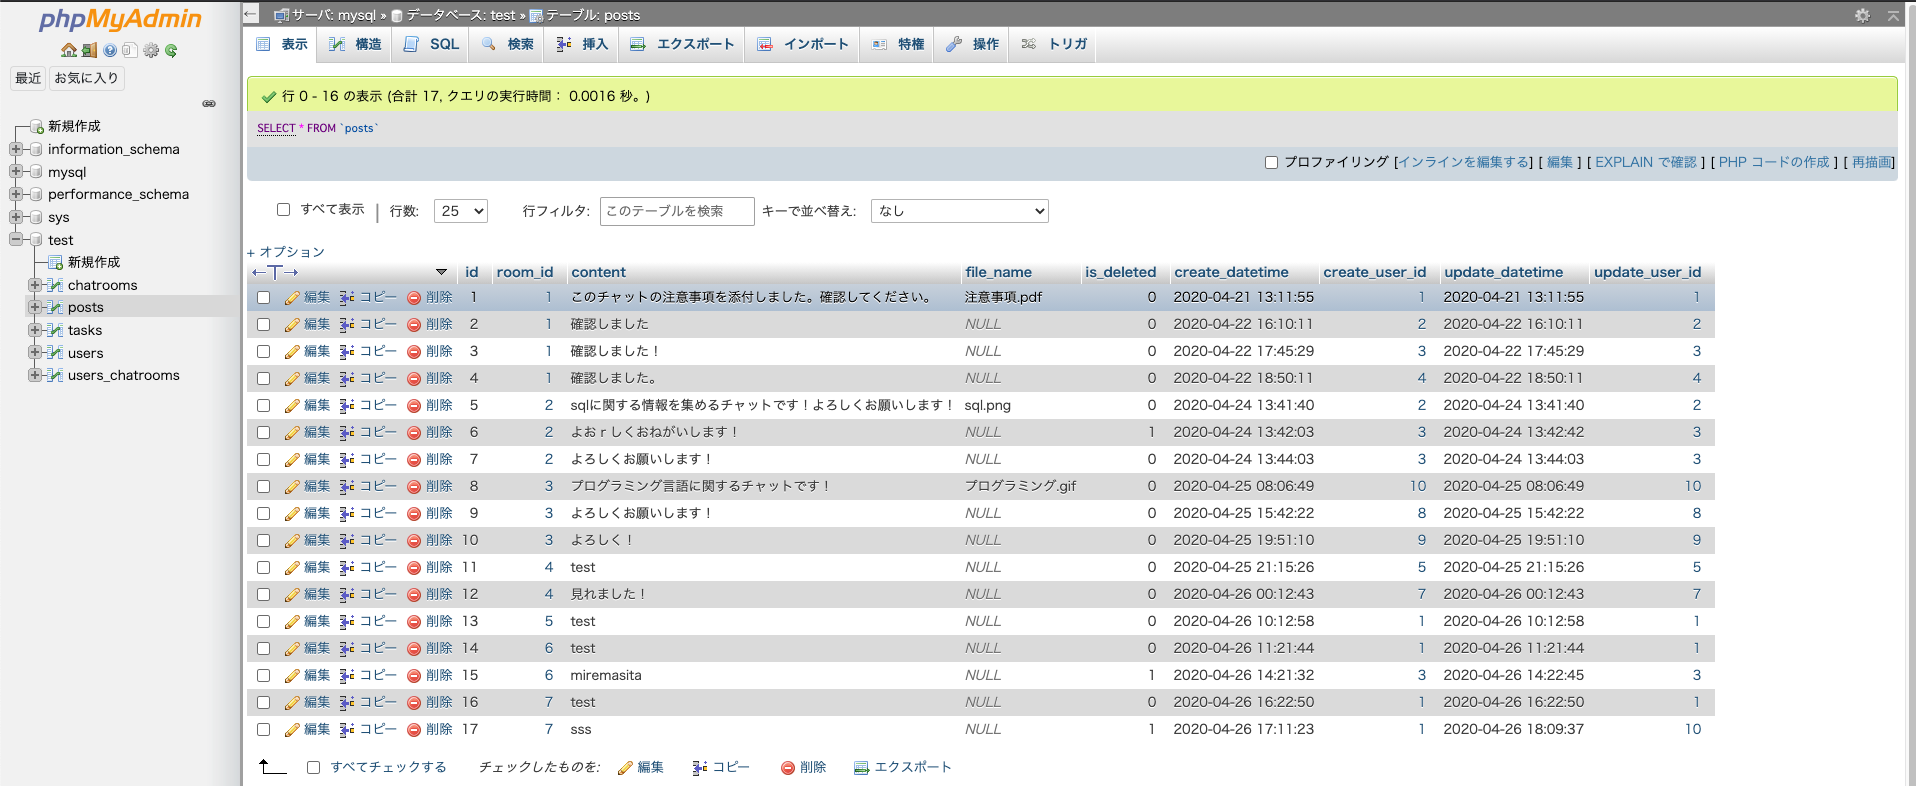 phpMyAdmin
最近 お気に入り
新規作成
information_schema
mysql
performance_schema
sys
test
新規作成
chatrooms
posts
tasks
users
users_chatrooms
サーバ: mysql » データベース: test » テーブル: posts
表示 構造 SQL 検索 挿入 エクスポート インポート 特権 操作 トリガ
行 0 - 16 の表示 (合計 17, クエリの実行時間： 0.0016 秒。)
SELECT * FROM `posts`
プロファイリング [インラインを編集する] [ 編集 ] [ EXPLAIN で確認 ] [ PHP コードの作成 ] [ 再描画]
すべて表示 | 行数: 25 行フィルタ: このテーブルを検索 キーで並べ替え: なし
+ オプション
←T→ id room_id content file_name is_deleted create_datetime create_user_id update_datetime update_user_id
編集 コピー 削除 1 1 このチャットの注意事項を添付しました。確認してください。 注意事項.pdf 0 2020-04-21 13:11:55 1 2020-04-21 13:11:55 1
編集 コピー 削除 2 1 確認しました NULL 0 2020-04-22 16:10:11 2 2020-04-22 16:10:11 2
編集 コピー 削除 3 1 確認しました！ NULL 0 2020-04-22 17:45:29 3 2020-04-22 17:45:29 3
編集 コピー 削除 4 1 確認しました。 NULL 0 2020-04-22 18:50:11 4 2020-04-22 18:50:11 4
編集 コピー 削除 5 2 sqlに関する情報を集めるチャットです！よろしくお願いします！ sql.png 0 2020-04-24 13:41:40 2 2020-04-24 13:41:40 2
編集 コピー 削除 6 2 よおｒしくおねがいします！ NULL 1 2020-04-24 13:42:03 3 2020-04-24 13:42:42 3
編集 コピー 削除 7 2 よろしくお願いします！ NULL 0 2020-04-24 13:44:03 3 2020-04-24 13:44:03 3
編集 コピー 削除 8 3 プログラミング言語に関するチャットです！ プログラミング.gif 0 2020-04-25 08:06:49 10 2020-04-25 08:06:49 10
編集 コピー 削除 9 3 よろしくお願いします！ NULL 0 2020-04-25 15:42:22 8 2020-04-25 15:42:22 8
編集 コピー 削除 10 3 よろしく！ NULL 0 2020-04-25 19:51:10 9 2020-04-25 19:51:10 9
編集 コピー 削除 11 4 test NULL 0 2020-04-25 21:15:26 5 2020-04-25 21:15:26 5
編集 コピー 削除 12 4 見れました！ NULL 0 2020-04-26 00:12:43 7 2020-04-26 00:12:43 7
編集 コピー 削除 13 5 test NULL 0 2020-04-26 10:12:58 1 2020-04-26 10:12:58 1
編集 コピー 削除 14 6 test NULL 0 2020-04-26 11:21:44 1 2020-04-26 11:21:44 1
編集 コピー 削除 15 6 miremasita NULL 1 2020-04-26 14:21:32 3 2020-04-26 14:22:45 3
編集 コピー 削除 16 7 test NULL 0 2020-04-26 16:22:50 1 2020-04-26 16:22:50 1
編集 コピー 削除 17 7 sss NULL 1 2020-04-26 17:11:23 1 2020-04-26 18:09:37 10
すべてチェックする チェックしたものを: 編集 コピー 削除 エクスポート